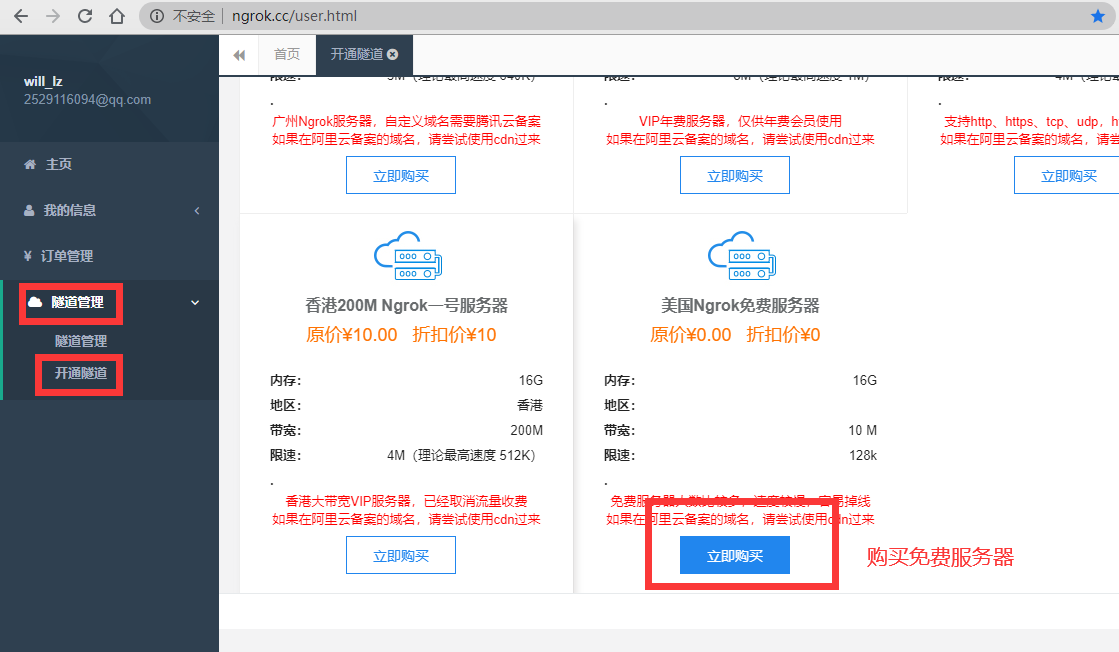 不安全 ngrok.cc/user.html
will_lz
2529116094@qq.com
主页
我的信息
¥ 订单管理
隧道管理
隧道管理
开通隧道
首页 开通隧道
.
广州Ngrok服务器，自定义域名需要腾讯云备案
如果在阿里云备案的域名，请尝试使用cdn过来
立即购买
.
VIP年费服务器，仅供年费会员使用
如果在阿里云备案的域名，请尝试使用cdn过来
立即购买
.
支持http、https、tcp、udp，
如果在阿里云备案的域名，请
立即购买
香港200M Ngrok一号服务器
原价¥10.00 折扣价¥10
内存： 16G
地区： 香港
带宽： 200M
限速： 4M（理论最高速度 512K）
.
香港大带宽VIP服务器，已经取消流量收费
如果在阿里云备案的域名，请尝试使用cdn过来
立即购买
美国Ngrok免费服务器
原价¥0.00 折扣价¥0
内存： 16G
地区：
带宽： 10 M
限速： 128k
.
免费服务器人数比较多，速度较慢，容易掉线
如果在阿里云备案的域名，请尝试使用cdn过来
立即购买
购买免费服务器